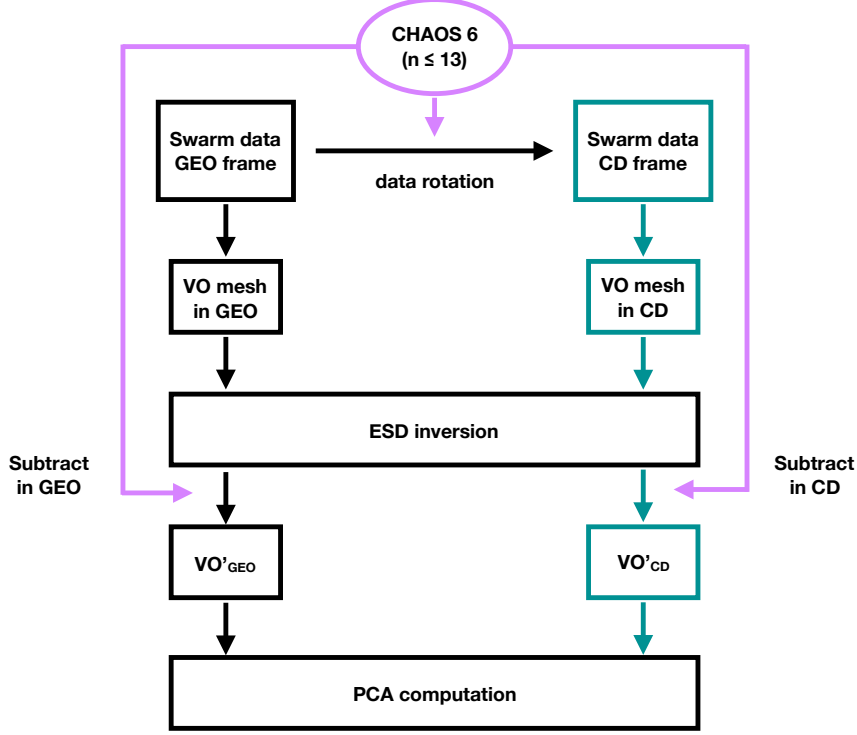 CHAOS 6
(n ≤ 13)
Swarm data
GEO frame
data rotation
Swarm data
CD frame
VO mesh
in GEO
VO mesh
in CD
ESD inversion
Subtract
in GEO
Subtract
in CD
VO'GEO
VO'CD
PCA computation